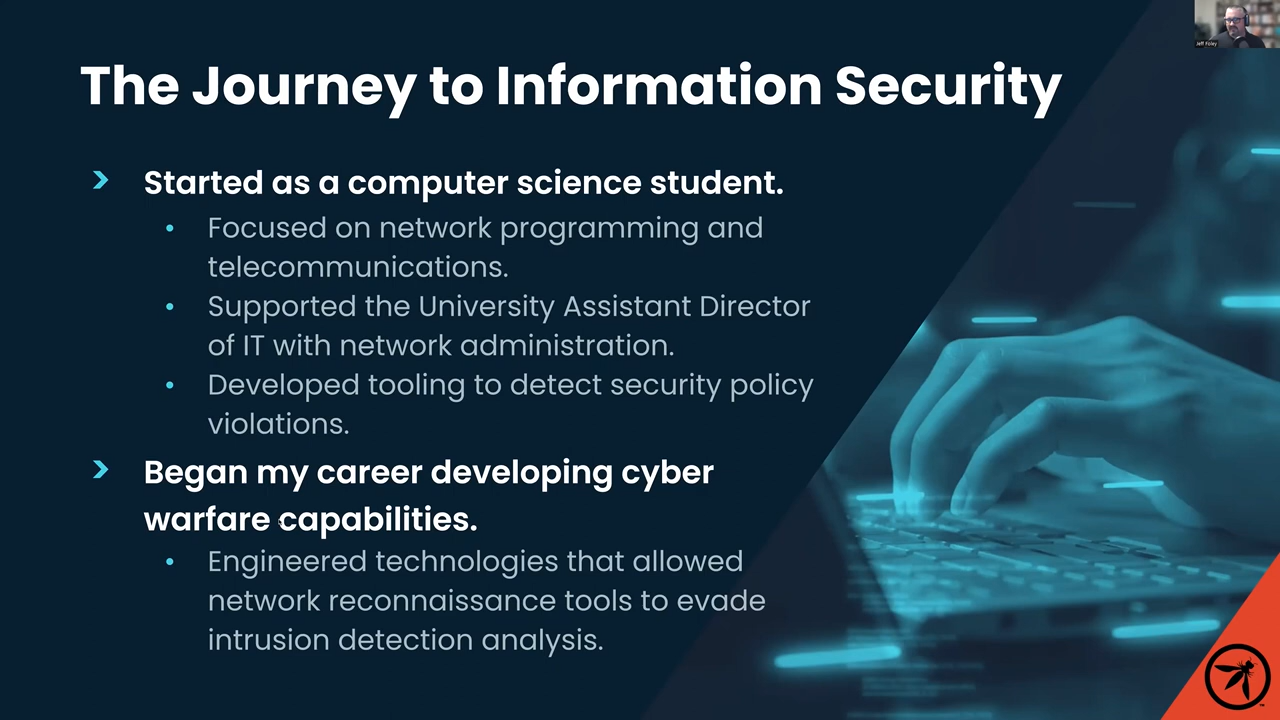 Jeff Foley
The Journey to Information Security
Started as a computer science student.
Focused on network programming and
telecommunications.
Supported the University Assistant Director
of IT with network administration.
Developed tooling to detect security policy
violations.
Began my career developing cyber
warfare capabilities.
Engineered technologies that allowed
network reconnaissance tools to evade
intrusion detection analysis.